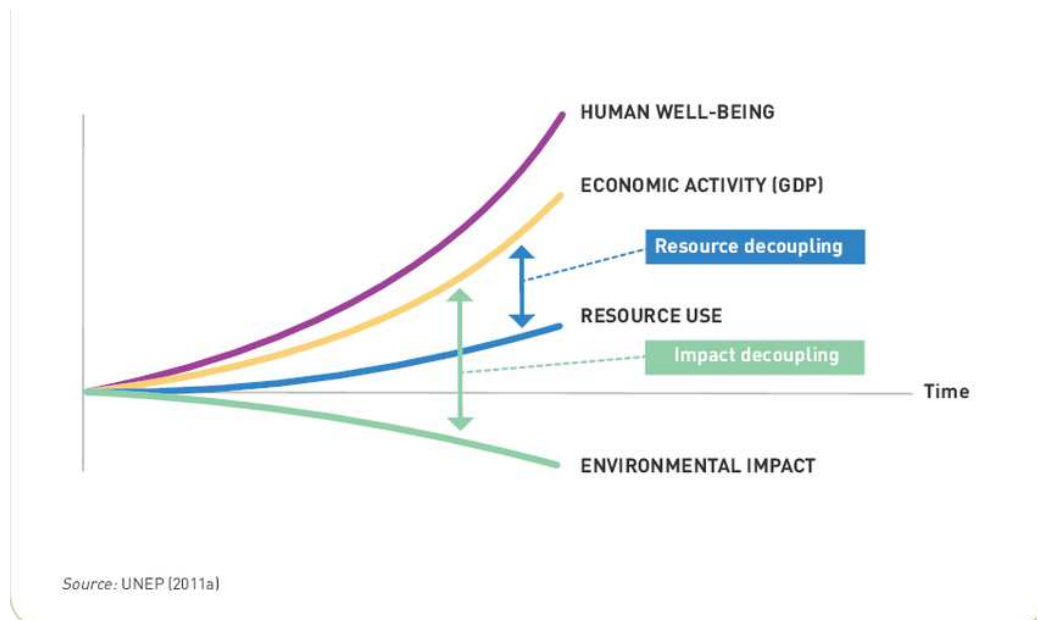 HUMAN WELL-BEING
ECONOMIC ACTIVITY (GDP)
Resource decoupling
RESOURCE USE
Impact decoupling
Time
ENVIRONMENTAL IMPACT
Source: UNEP (2011a)